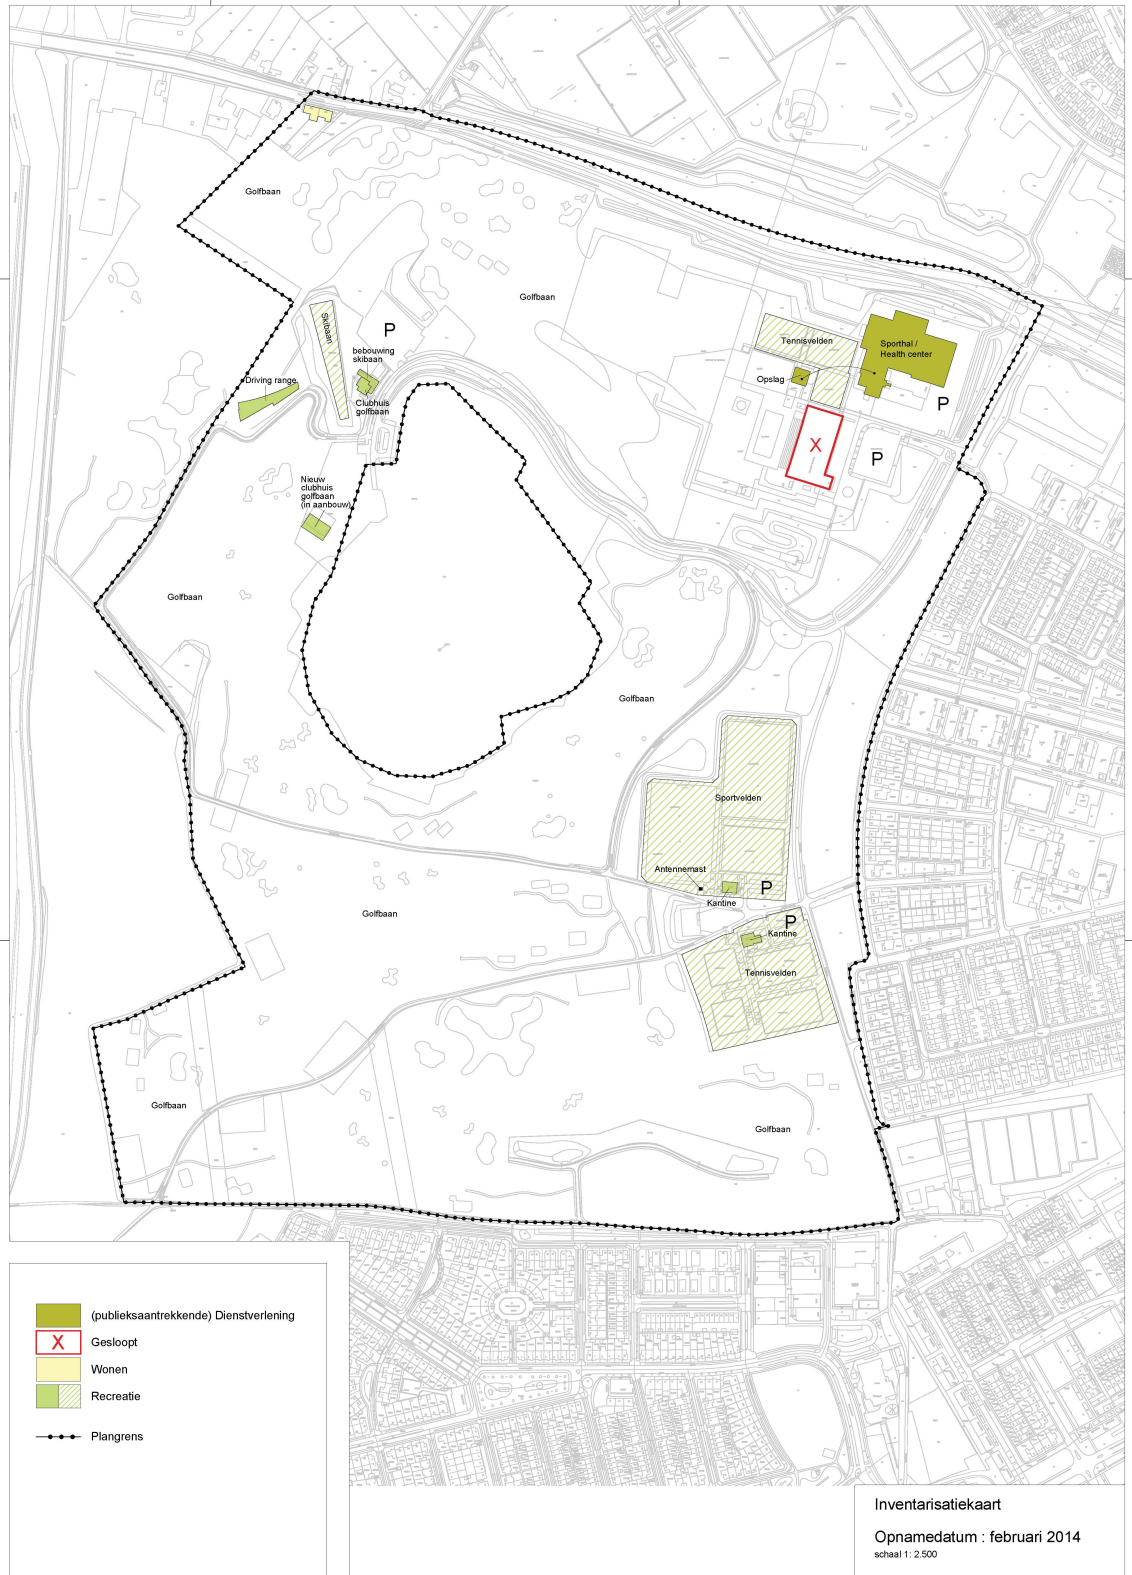 Golfbaan
Golfbaan
Skibaan
P
bebouwing
skibaan
Driving range
Clubhuis
golfbaan
Tennisvelden
Sporthal /
Health center
Opslag
P
X
P
Nieuw
clubhuis
golfbaan
(in aanbouw)
Golfbaan
Golfbaan
Sportvelden
Antennemast
P
Kantine
Golfbaan
P
Kantine
Tennisvelden
Golfbaan
Golfbaan
(publieksaantrekkende) Dienstverlening
X Gesloopt
Wonen
Recreatie
Plangrens
Inventarisatiekaart
Opnamedatum : februari 2014
schaal 1: 2.500